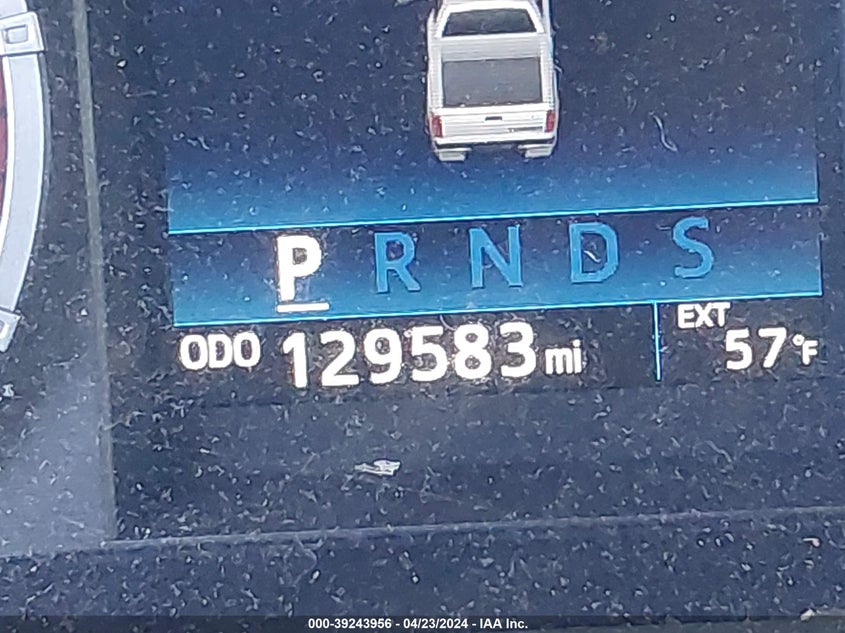 P R N D S
ODO 129583 mi
EXT
57°F
000-39243956 - 04/23/2024 - IAA Inc.